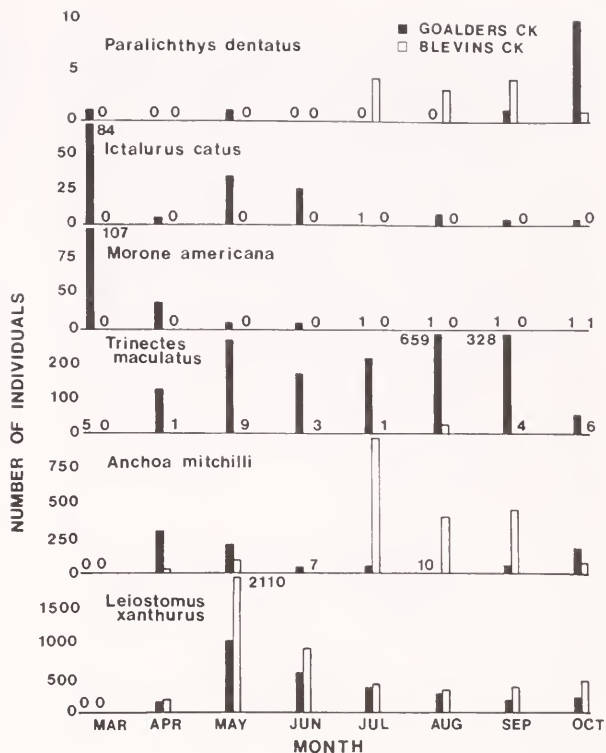 10
Paralichthys dentatus
GOALDERS CK
BLEVINS CK
5
0
0 0 0 0 0 0 0 0
84
Ictalurus catus
50
25
0
0 0 0 0 1 0 0 0 0
107
Morone americana
75
50
0
0 0 0 0 1 0 1 0 1 0 1 1
Trinectes
maculatus
659 328
200
100
0
5 0 1 9 3 1 4 6
Anchoa mitchilli
750
500
250
0
0 0 7 10
2110
Leiostomus
xanthurus
1500
1000
500
0
0 0
MAR APR MAY JUN JUL AUG SEP OCT
MONTH
NUMBER OF INDIVIDUALS